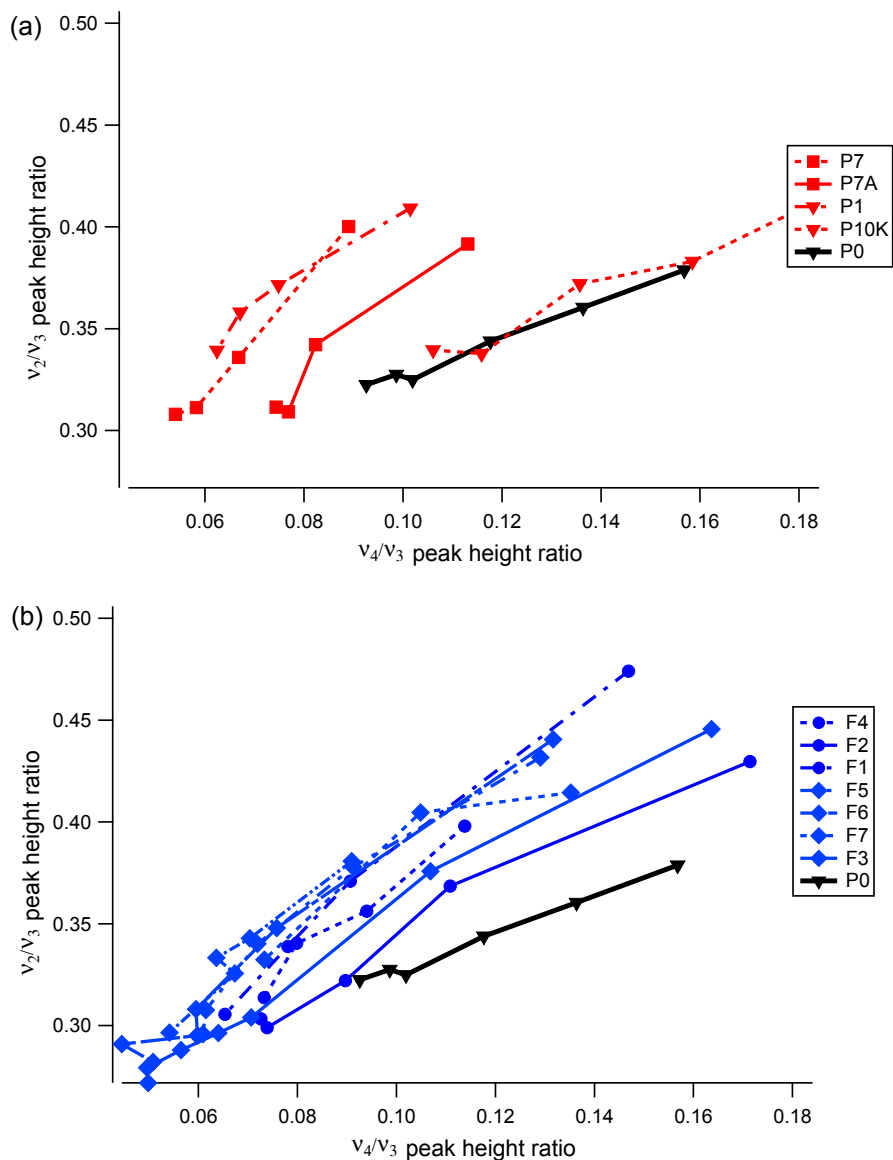 (a)
0.50
0.45
0.40
0.35
0.30
ν2/ν3 peak height ratio
0.06 0.08 0.10 0.12 0.14 0.16 0.18
ν4/ν3 peak height ratio
P7
P7A
P1
P10K
P0
(b)
0.50
0.45
0.40
0.35
0.30
ν2/ν3 peak height ratio
0.06 0.08 0.10 0.12 0.14 0.16 0.18
ν4/ν3 peak height ratio
F4
F2
F1
F5
F6
F7
F3
P0